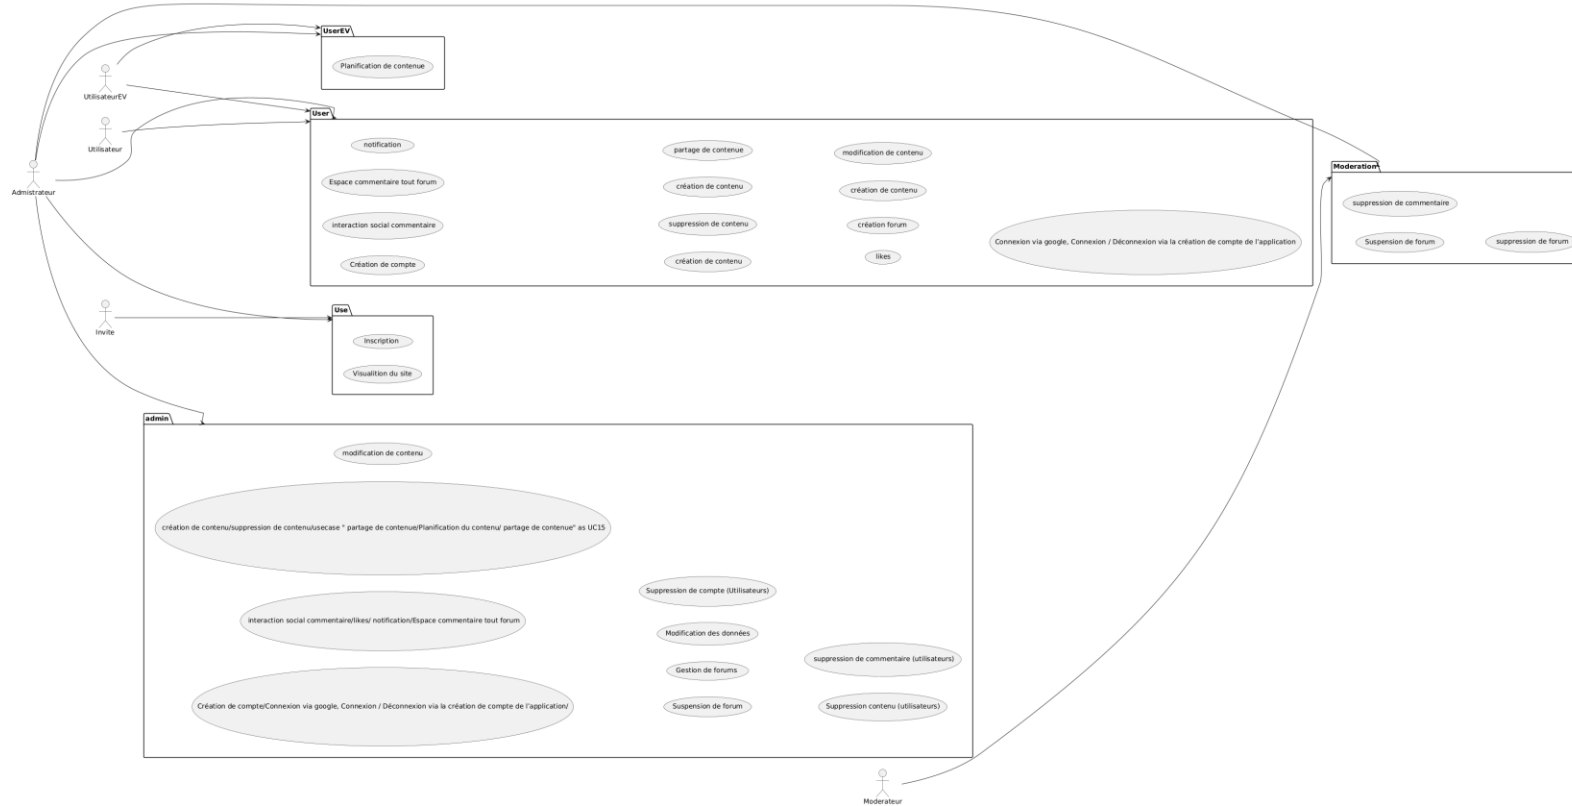 UserEV
Planification de contenue
UtilisateurEV
Utilisateur
Admistrateur
User
notification
Espace commentaire tout forum
interaction social commentaire
Création de compte
partage de contenue
création de contenu
suppression de contenu
création de contenu
modification de contenu
création de contenu
création forum
likes
Connexion via google, Connexion / Déconnexion via la création de compte de l'application
Moderation
suppression de commentaire
Suspension de forum
suppression de forum
Invite
Use
Inscription
Visualition du site
admin
modification de contenu
création de contenu/suppression de contenu/usecase " partage de contenue/Planification du contenu/ partage de contenue" as UC15
interaction social commentaire/likes/ notification/Espace commentaire tout forum
Création de compte/Connexion via google, Connexion / Déconnexion via la création de compte de l'application/
Suppression de compte (Utilisateurs)
Modification des données
Gestion de forums
Suspension de forum
suppression de commentaire (utilisateurs)
Suppression contenu (utilisateurs)
Moderateur